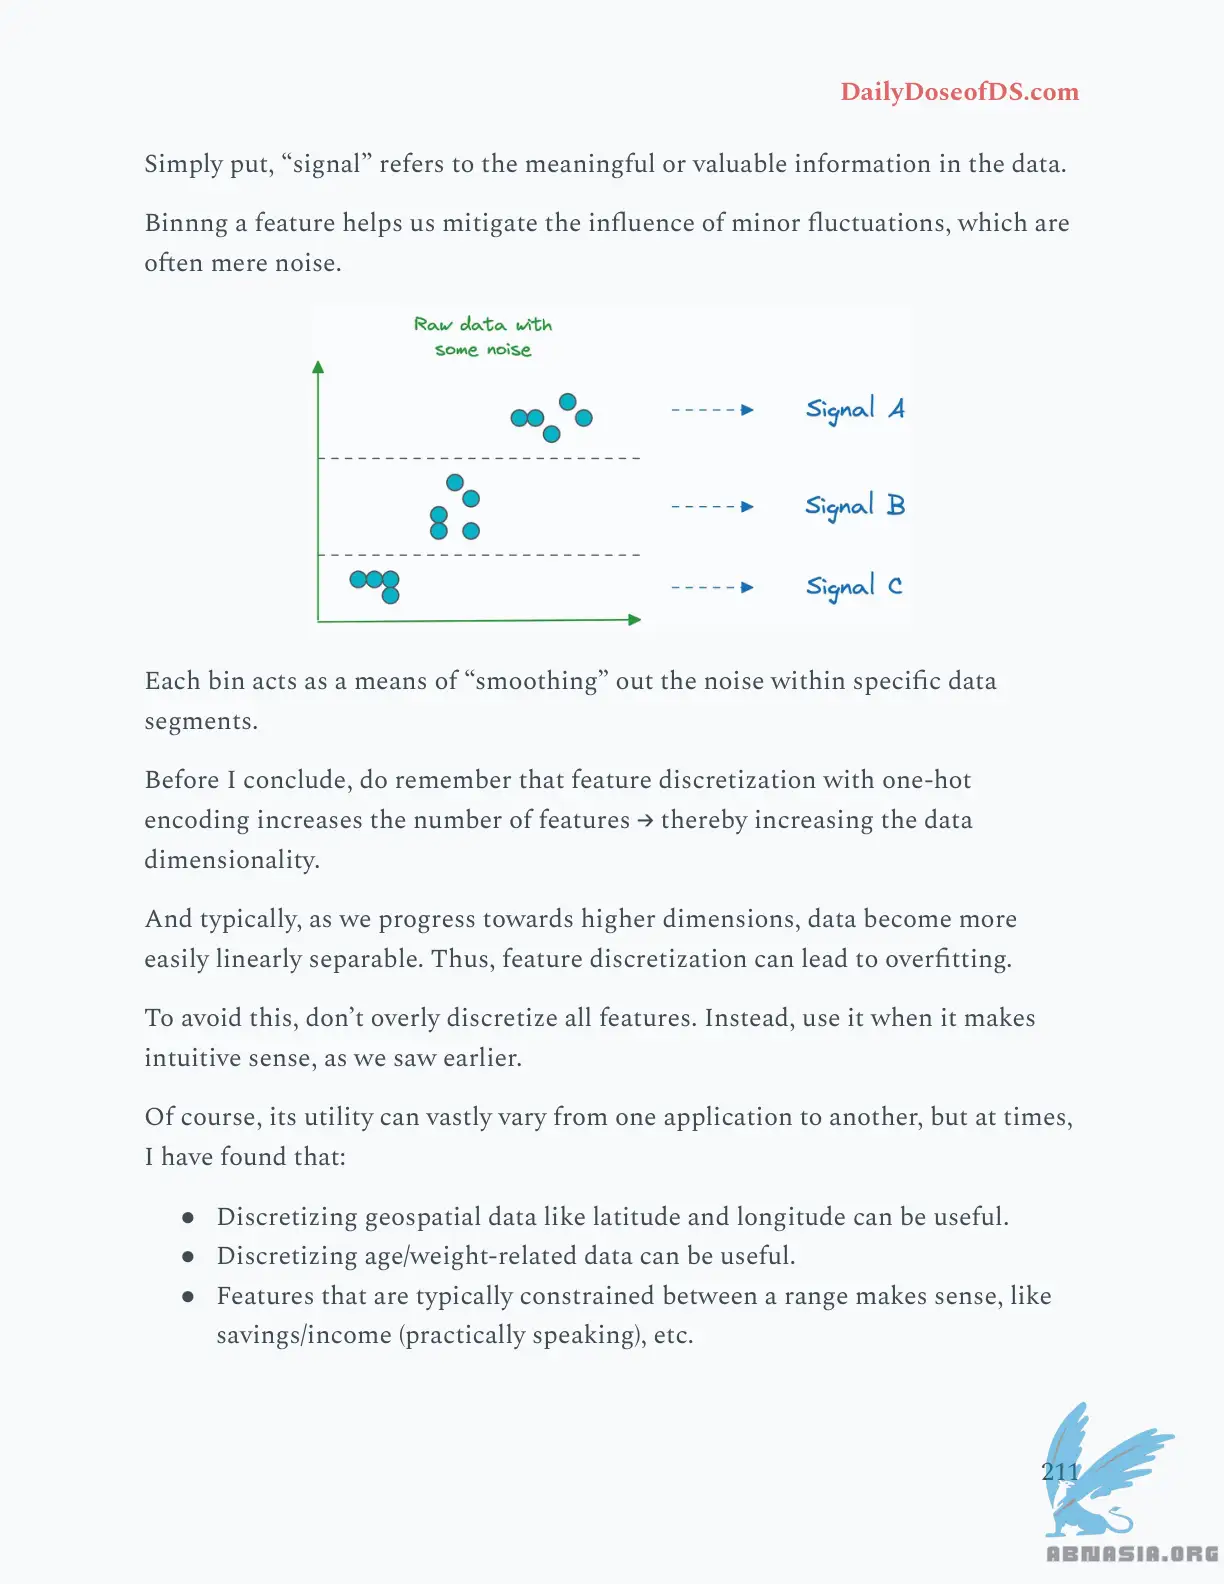 DailyDoseofDS.com
Simply put, “signal” refers to the meaningful or valuable information in the data.
Binnng a feature helps us mitigate the influence of minor fluctuations, which are
often mere noise.
Raw data with
some noise
Signal A
Signal B
Signal C
Each bin acts as a means of “smoothing” out the noise within specific data
segments.
Before I conclude, do remember that feature discretization with one-hot
encoding increases the number of features → thereby increasing the data
dimensionality.
And typically, as we progress towards higher dimensions, data become more
easily linearly separable. Thus, feature discretization can lead to overfitting.
To avoid this, don’t overly discretize all features. Instead, use it when it makes
intuitive sense, as we saw earlier.
Of course, its utility can vastly vary from one application to another, but at times,
I have found that:
● Discretizing geospatial data like latitude and longitude can be useful.
● Discretizing age/weight-related data can be useful.
● Features that are typically constrained between a range makes sense, like
savings/income (practically speaking), etc.
211
ABNASIA.ORG